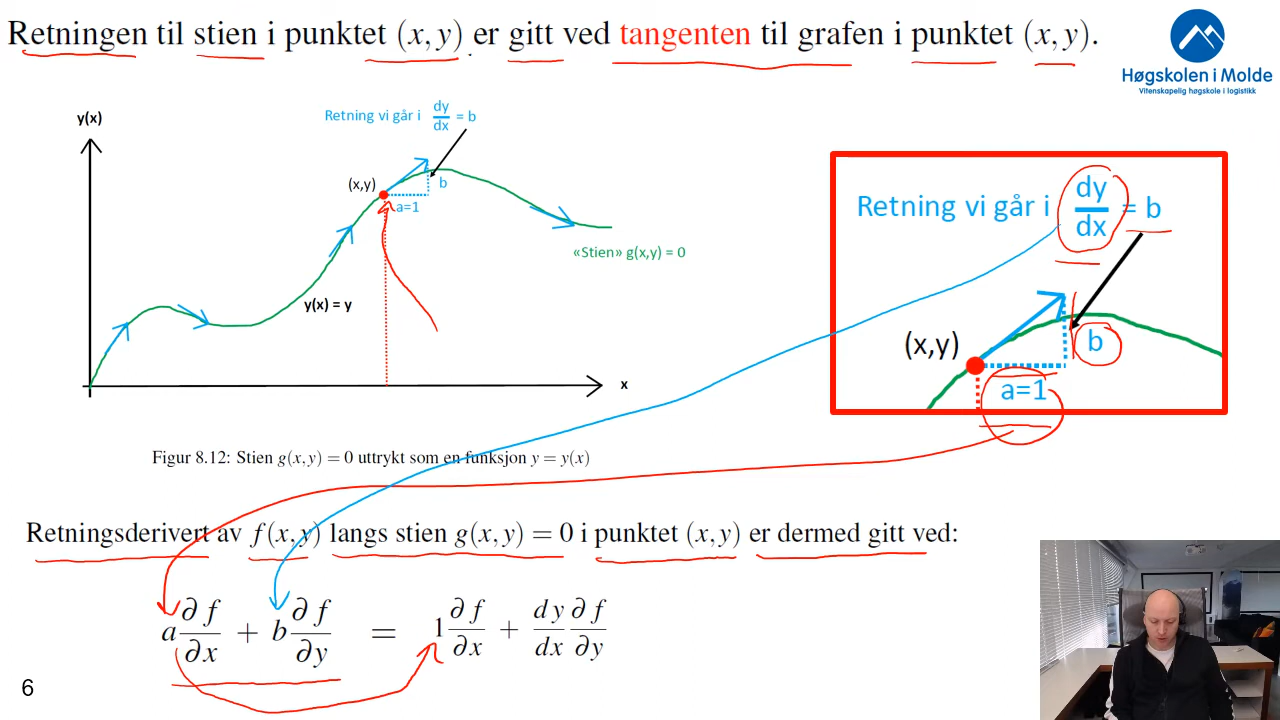 Retningen til stien i punktet (x, y) er gitt ved tangenten til grafen i punktet (x, y).
Høgskolen i Molde
Vitenskapelig høgskole i logistikk
y(x)
Retning vi går i dy/dx = b
(x,y)
b
a=1
«Stien» g(x,y) = 0
y(x) = y
x
Retning vi går i dy/dx = b
(x,y)
b
a=1
Figur 8.12: Stien g(x,y) = 0 uttrykt som en funksjon y = y(x)
Retningsderivert av f(x,y) langs stien g(x,y) = 0 i punktet (x,y) er dermed gitt ved:
a ∂f/∂x + b ∂f/∂y = 1 ∂f/∂x + dy/dx ∂f/∂y
6